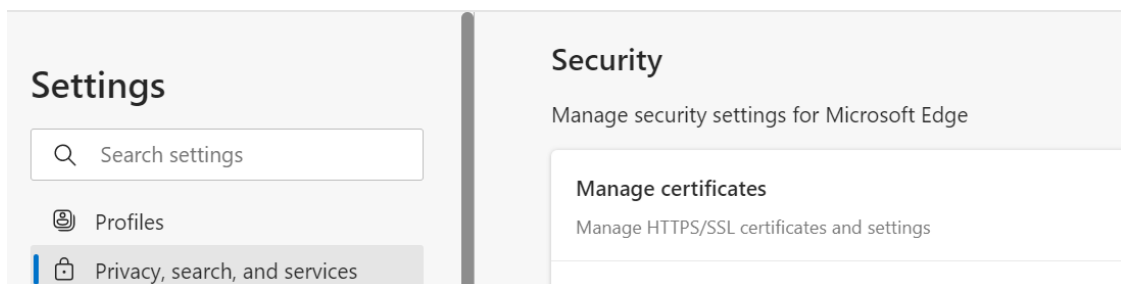 Settings
Search settings
Profiles
Privacy, search, and services
Security
Manage security settings for Microsoft Edge
Manage certificates
Manage HTTPS/SSL certificates and settings